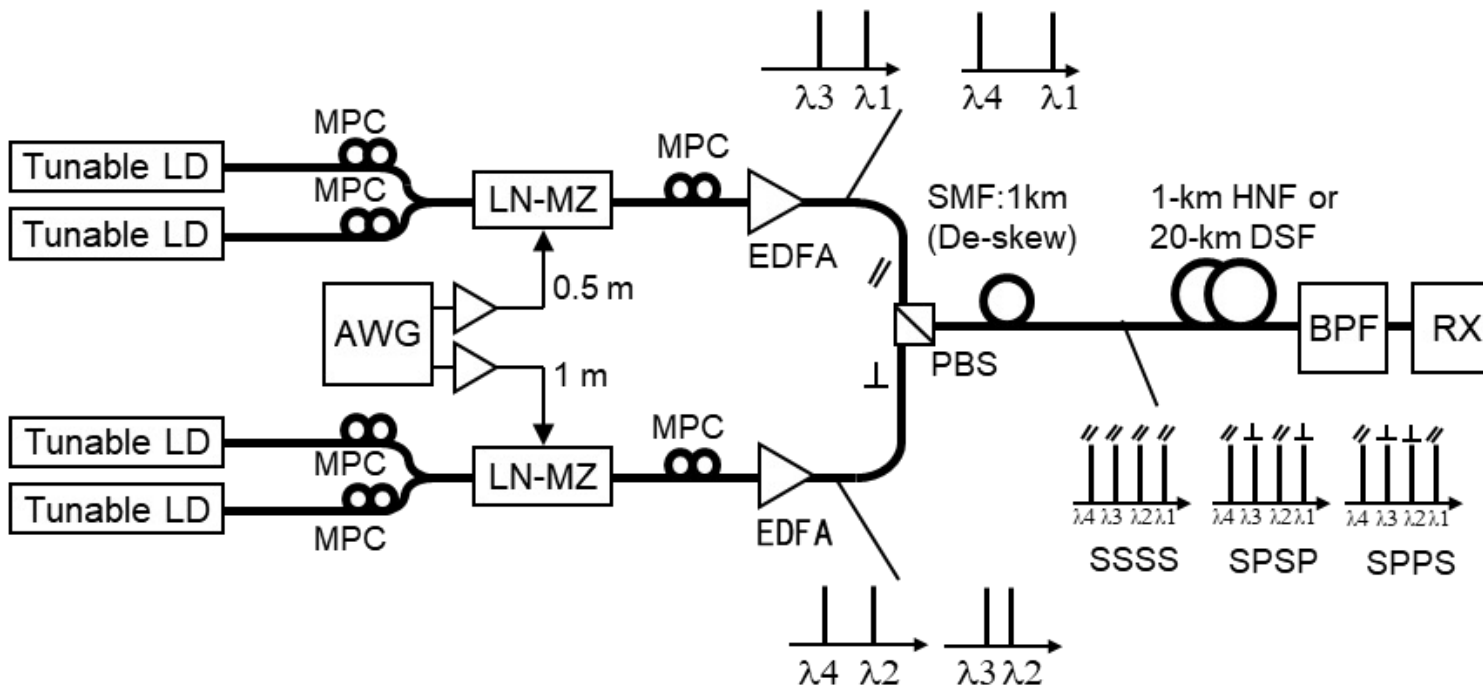 λ3 λ1
λ4 λ1
MPC
Tunable LD
MPC
Tunable LD
LN-MZ
MPC
EDFA
//
SMF:1km
(De-skew)
1-km HNF or
20-km DSF
0.5 m
AWG
1 m
PBS
BPF
RX
⊥
Tunable LD
MPC
Tunable LD
MPC
LN-MZ
MPC
EDFA
// // // //
λ4 λ3 λ2 λ1
SSSS
// ⊥ // ⊥
λ4 λ3 λ2 λ1
SPSP
// ⊥ ⊥ //
λ4 λ3 λ2 λ1
SPPS
λ4 λ2
λ3 λ2